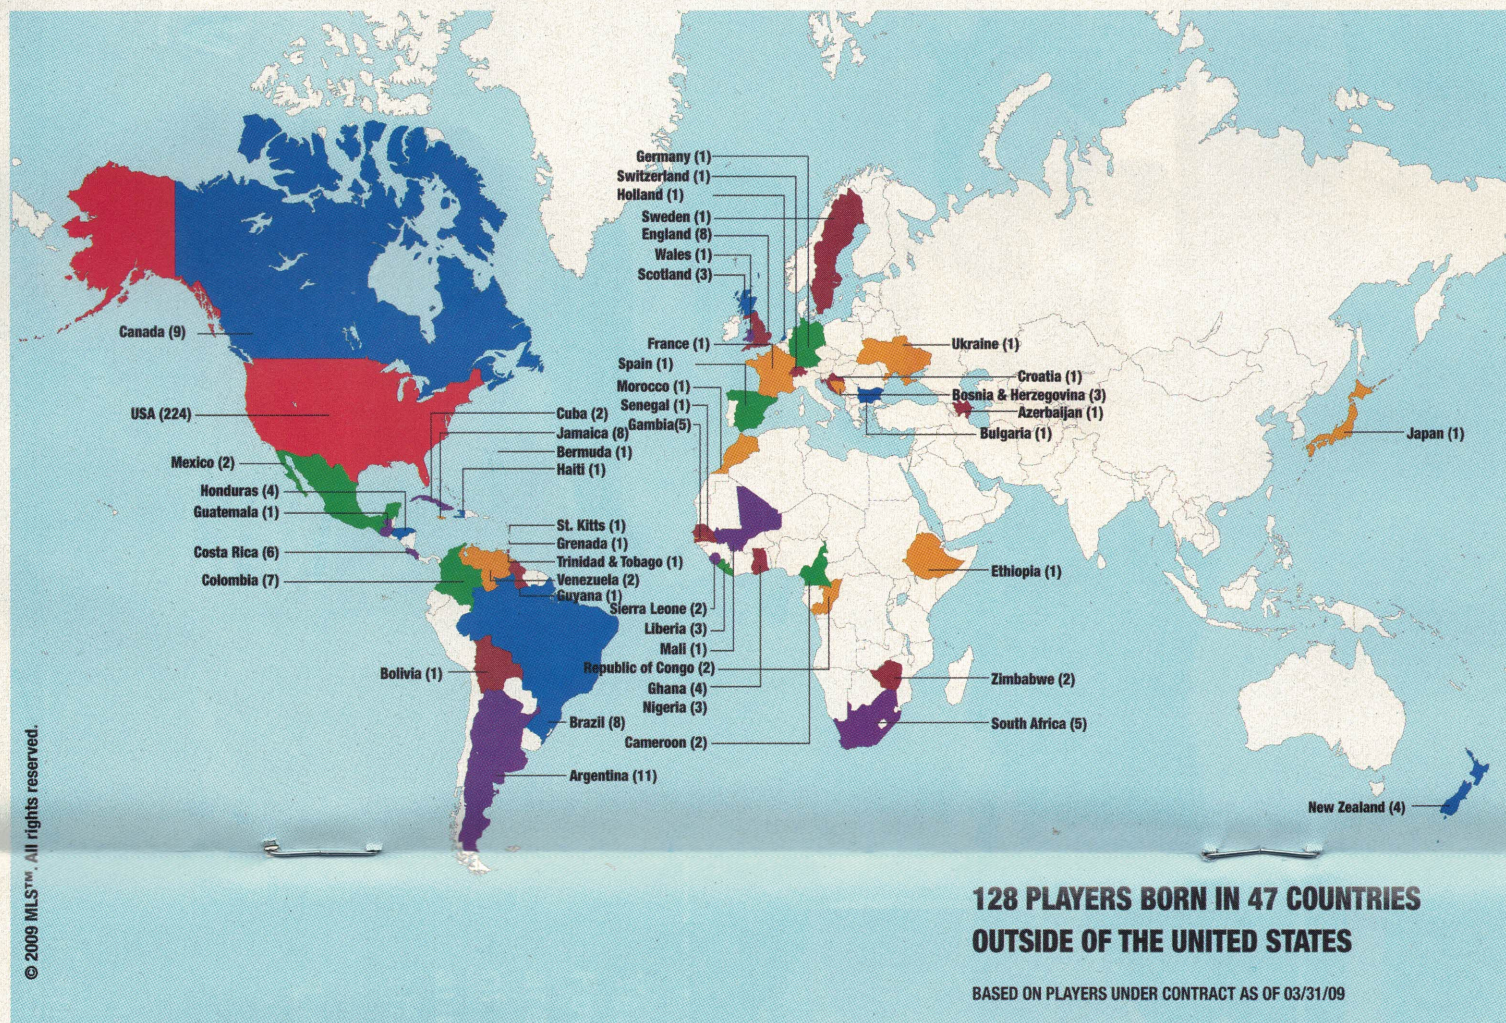 Germany (1)
Switzerland (1)
Holland (1)
Sweden (1)
England (8)
Wales (1)
Scotland (3)
Canada (9)
France (1)
Ukraine (1)
Spain (1)
Croatia (1)
Morocco (1)
Bosnia & Herzegovina (3)
Senegal (1)
Azerbaijan (1)
USA (224)
Cuba (2)
Gambia(5)
Jamaica (8)
Bulgaria (1)
Japan (1)
Bermuda (1)
Mexico (2)
Haiti (1)
Honduras (4)
Guatemala (1)
St. Kitts (1)
Grenada (1)
Costa Rica (6)
Trinidad & Tobago (1)
Ethiopia (1)
Colombia (7)
Venezuela (2)
Guyana (1)
Sierra Leone (2)
Liberia (3)
Mali (1)
Republic of Congo (2)
Bolivia (1)
Zimbabwe (2)
Ghana (4)
Nigeria (3)
Brazil (8)
South Africa (5)
Cameroon (2)
Argentina (11)
New Zealand (4)
© 2009 MLS™. All rights reserved.
128 PLAYERS BORN IN 47 COUNTRIES
OUTSIDE OF THE UNITED STATES
BASED ON PLAYERS UNDER CONTRACT AS OF 03/31/09